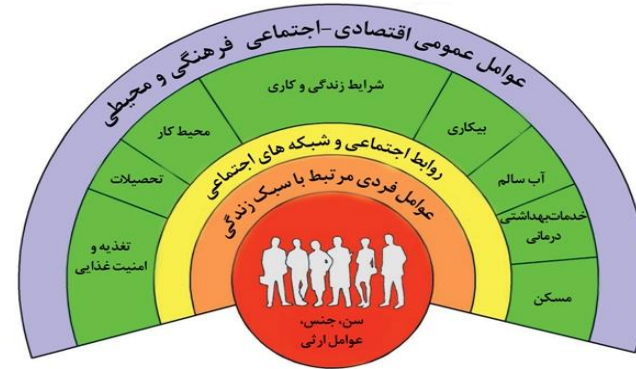 عوامل عمومی اقتصادی-اجتماعی فرهنگی و محیطی
شرایط زندگی و کاری
محیط کار
بیکاری
تحصیلات
آب سالم
تغذیه و
امنیت غذایی
خدمات‌بهداشتی
درمانی
مسکن
روابط اجتماعی و شبکه های اجتماعی
عوامل فردی مرتبط با سبک زندگی
سن، جنس،
عوامل ارثی